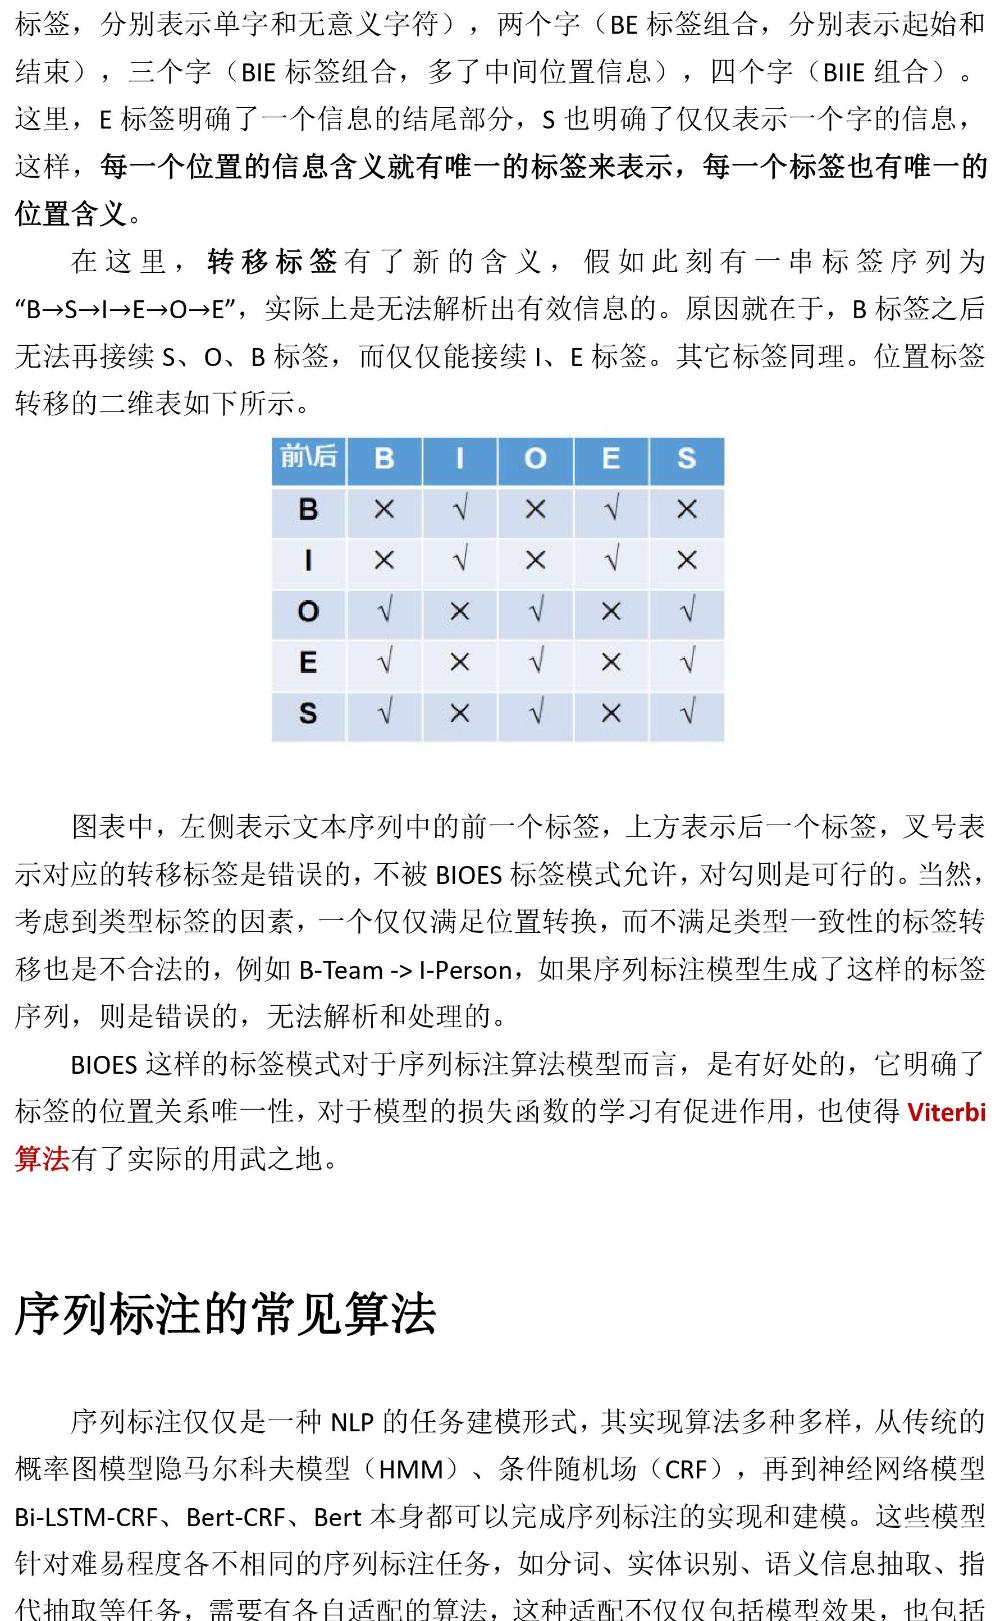 标签，分别表示单字和无意义字符），两个字（BE 标签组合，分别表示起始和
结束），三个字（BIE 标签组合，多了中间位置信息），四个字（BIIE 组合）。
这里，E 标签明确了一个信息的结尾部分，S 也明确了仅仅表示一个字的信息，
这样，每一个位置的信息含义就有唯一的标签来表示，每一个标签也有唯一的
位置含义。
在这里，转移标签有了新的含义，假如此刻有一串标签序列为
“B→S→I→E→O→E”，实际上是无法解析出有效信息的。原因就在于，B 标签之后
无法再接续 S、O、B 标签，而仅仅能接续 I、E 标签。其它标签同理。位置标签
转移的二维表如下所示。
前\后 B I O E S
B × √ × √ ×
I × √ × √ ×
O √ × √ × √
E √ × √ × √
S √ × √ × √
图表中，左侧表示文本序列中的前一个标签，上方表示后一个标签，叉号表
示对应的转移标签是错误的，不被 BIOES 标签模式允许，对勾则是可行的。当然，
考虑到类型标签的因素，一个仅仅满足位置转换，而不满足类型一致性的标签转
移也是不合法的，例如 B-Team -> I-Person，如果序列标注模型生成了这样的标签
序列，则是错误的，无法解析和处理的。
BIOES 这样的标签模式对于序列标注算法模型而言，是有好处的，它明确了
标签的位置关系唯一性，对于模型的损失函数的学习有促进作用，也使得 Viterbi
算法有了实际的用武之地。
序列标注的常见算法
序列标注仅仅是一种 NLP 的任务建模形式，其实现算法多种多样，从传统的
概率图模型隐马尔科夫模型（HMM）、条件随机场（CRF），再到神经网络模型
Bi-LSTM-CRF、Bert-CRF、Bert 本身都可以完成序列标注的实现和建模。这些模型
针对难易程度各不相同的序列标注任务，如分词、实体识别、语义信息抽取、指
代抽取等任务，需要有各自适配的算法，这种适配不仅仅包括模型效果，也包括